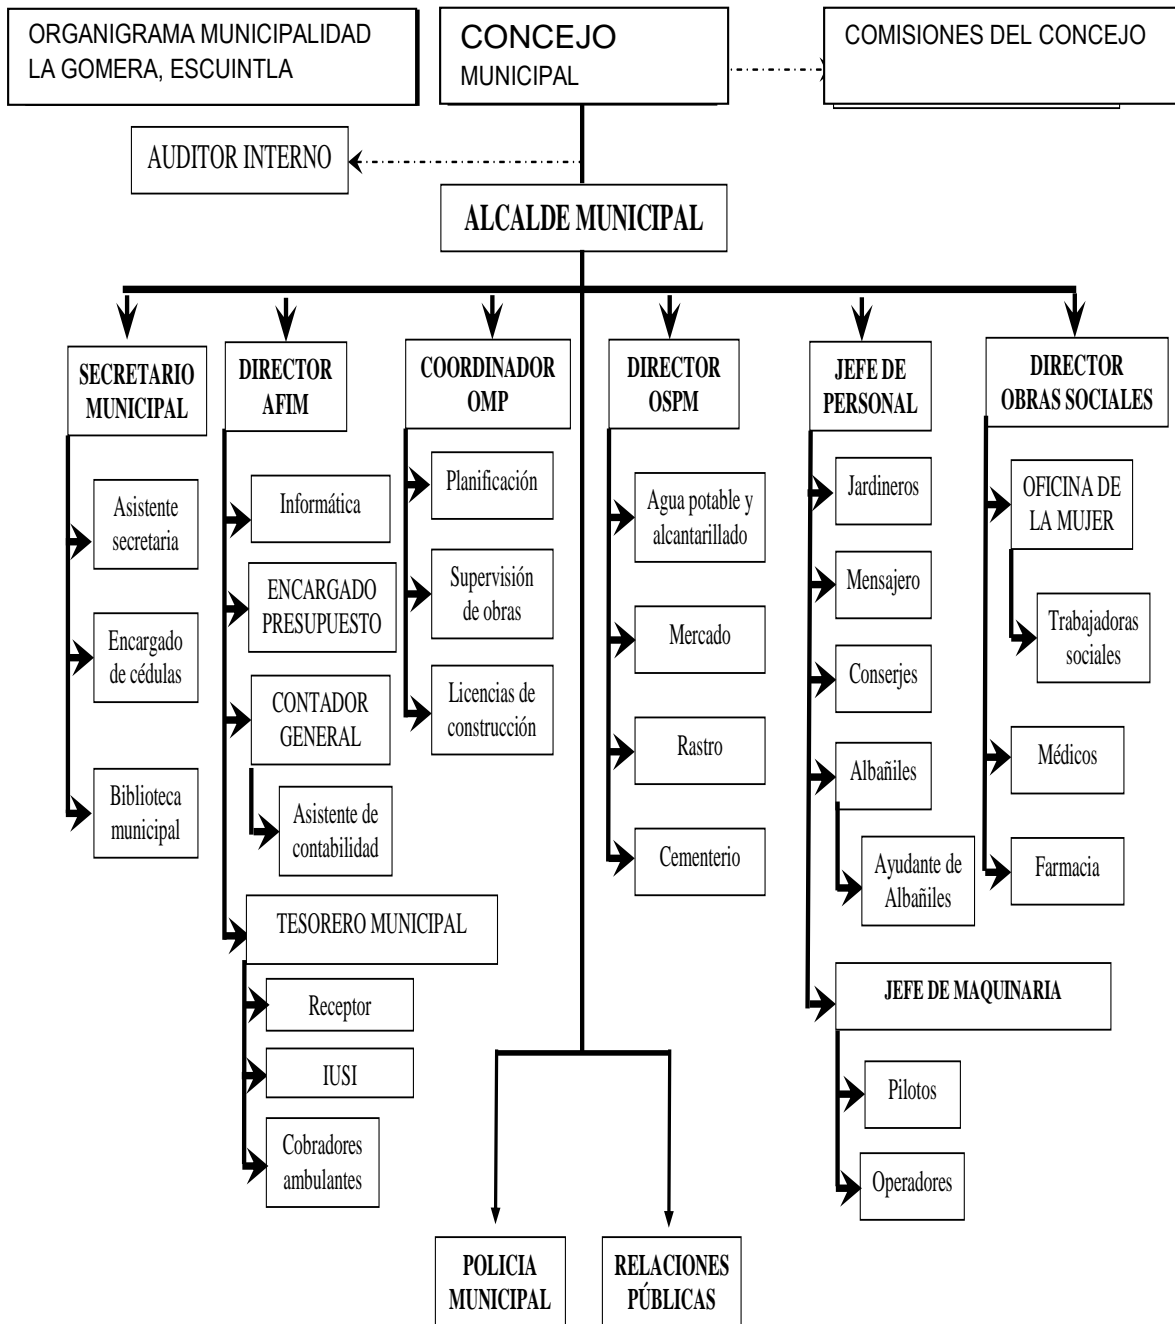 ORGANIGRAMA MUNICIPALIDAD
LA GOMERA, ESCUINTLA
CONCEJO
MUNICIPAL
COMISIONES DEL CONCEJO
AUDITOR INTERNO
ALCALDE MUNICIPAL
SECRETARIO
MUNICIPAL
Asistente
secretaria
Encargado
de cédulas
Biblioteca
municipal
DIRECTOR
AFIM
Informática
ENCARGADO
PRESUPUESTO
CONTADOR
GENERAL
Asistente de
contabilidad
TESORERO MUNICIPAL
Receptor
IUSI
Cobradores
ambulantes
COORDINADOR
OMP
Planificación
Supervisión
de obras
Licencias de
construcción
DIRECTOR
OSPM
Agua potable y
alcantarillado
Mercado
Rastro
Cementerio
JEFE DE
PERSONAL
Jardineros
Mensajero
Conserjes
Albañiles
Ayudante de
Albañiles
JEFE DE MAQUINARIA
Pilotos
Operadores
DIRECTOR
OBRAS SOCIALES
OFICINA DE
LA MUJER
Trabajadoras
sociales
Médicos
Farmacia
POLICIA
MUNICIPAL
RELACIONES
PÚBLICAS